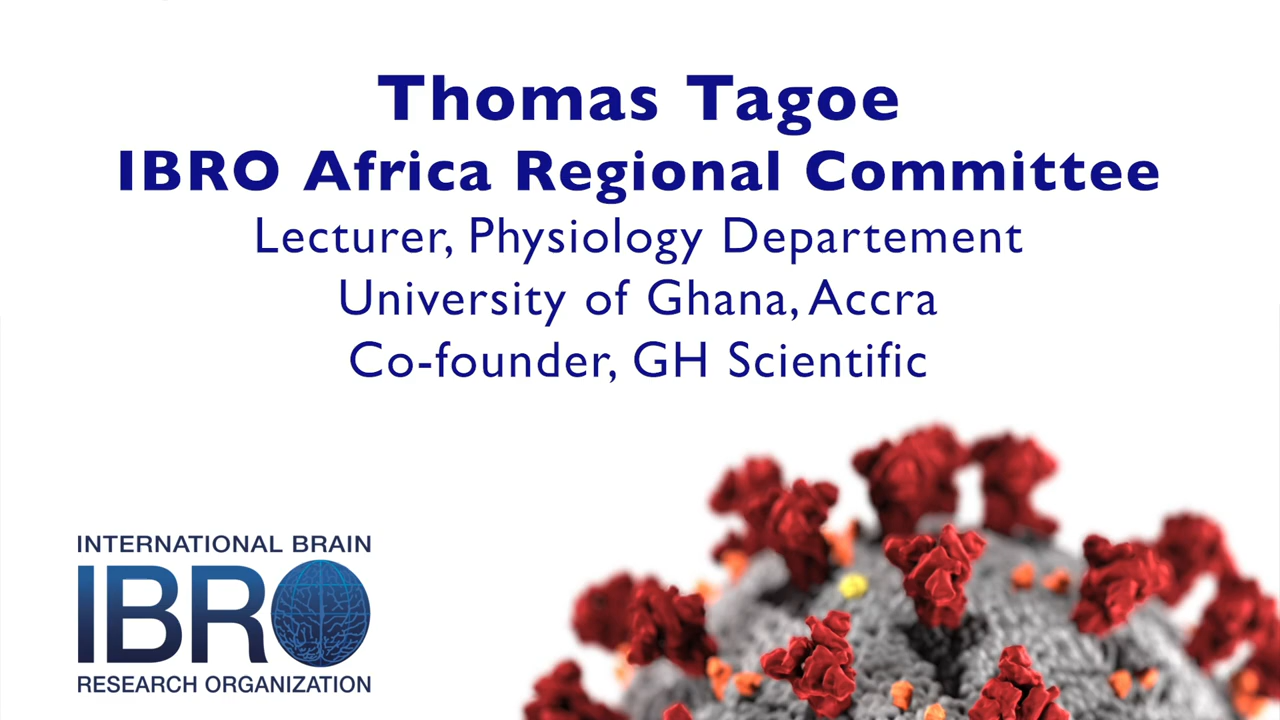 Thomas Tagoe
IBRO Africa Regional Committee
Lecturer, Physiology Departement
University of Ghana, Accra
Co-founder, GH Scientific
INTERNATIONAL BRAIN
IBRO
RESEARCH ORGANIZATION